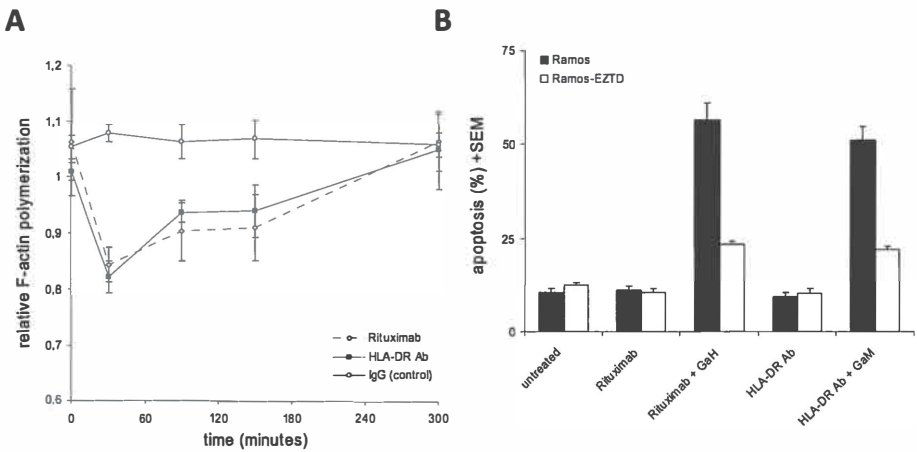 A
relative F-actin polymerization
1,2
1,1
1
0,9
0,8
0,7
0,6
Rituximab
HLA-DR Ab
IgG (control)
0 60 120 180 240 300
time (minutes)
B
apoptosis (%) +SEM
75
50
25
0
Ramos
Ramos-EZTD
untreated
Rituximab
Rituximab + GaH
HLA-DR Ab
HLA-DR Ab + GaM